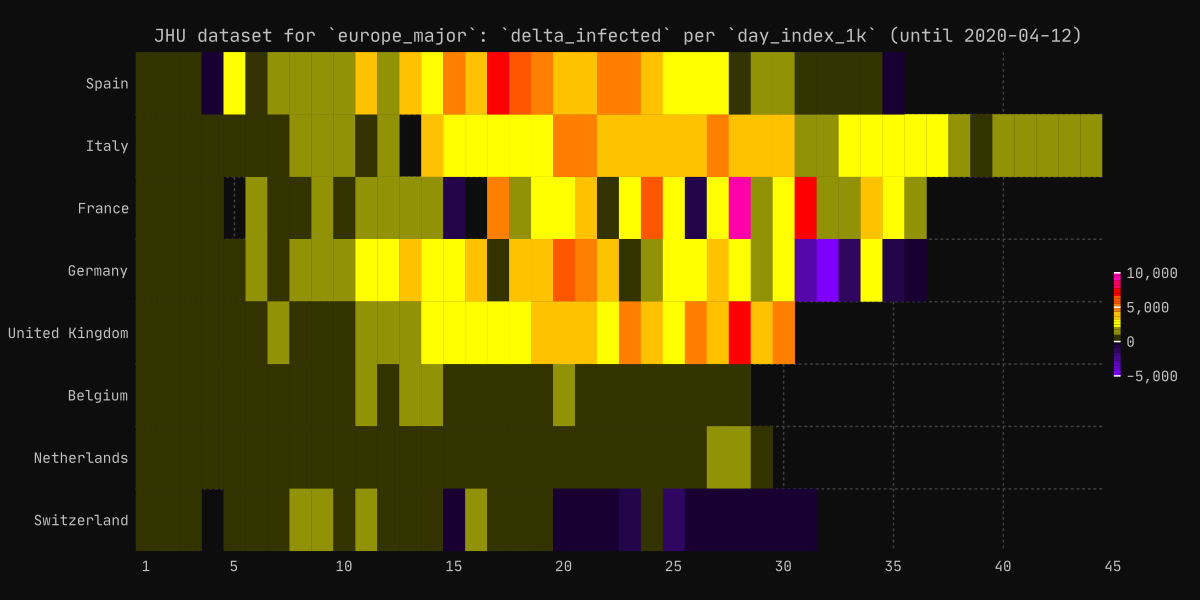 JHU dataset for `europe_major`: `delta_infected` per `day_index_1k` (until 2020-04-12)
Spain
Italy
France
Germany
United Kingdom
Belgium
Netherlands
Switzerland
1 5 10 15 20 25 30 35 40 45
10,000
5,000
0
-5,000